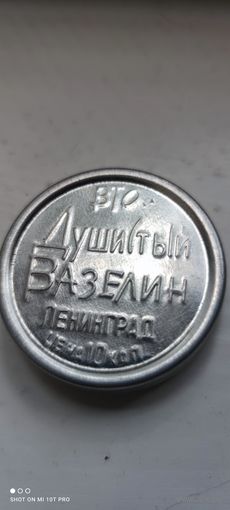 ВТО
Душистый
Вазелин
Ленинград
цена 10 коп.
SHOT ON MI 10T PRO